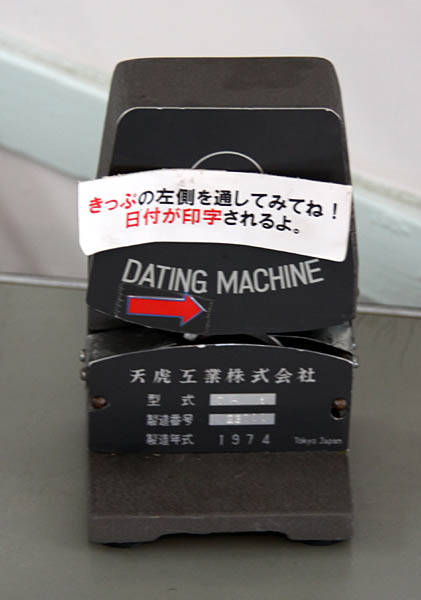 きっぷの左側を通してみてね！
日付が印字されるよ。
DATING MACHINE
天虎工業株式会社
型式
製造番号
製造年式 1974
Tokyo Japan